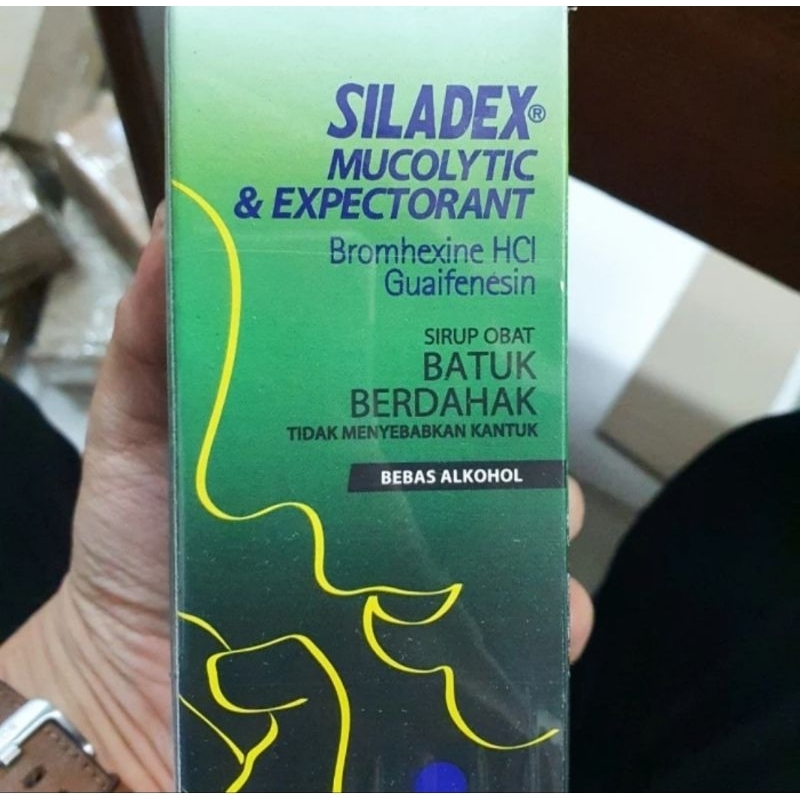 SILADEX®
MUCOLYTIC
& EXPECTORANT
Bromhexine HCl
Guaifenesin
SIRUP OBAT
BATUK
BERDAHAK
TIDAK MENYEBABKAN KANTUK
BEBAS ALKOHOL